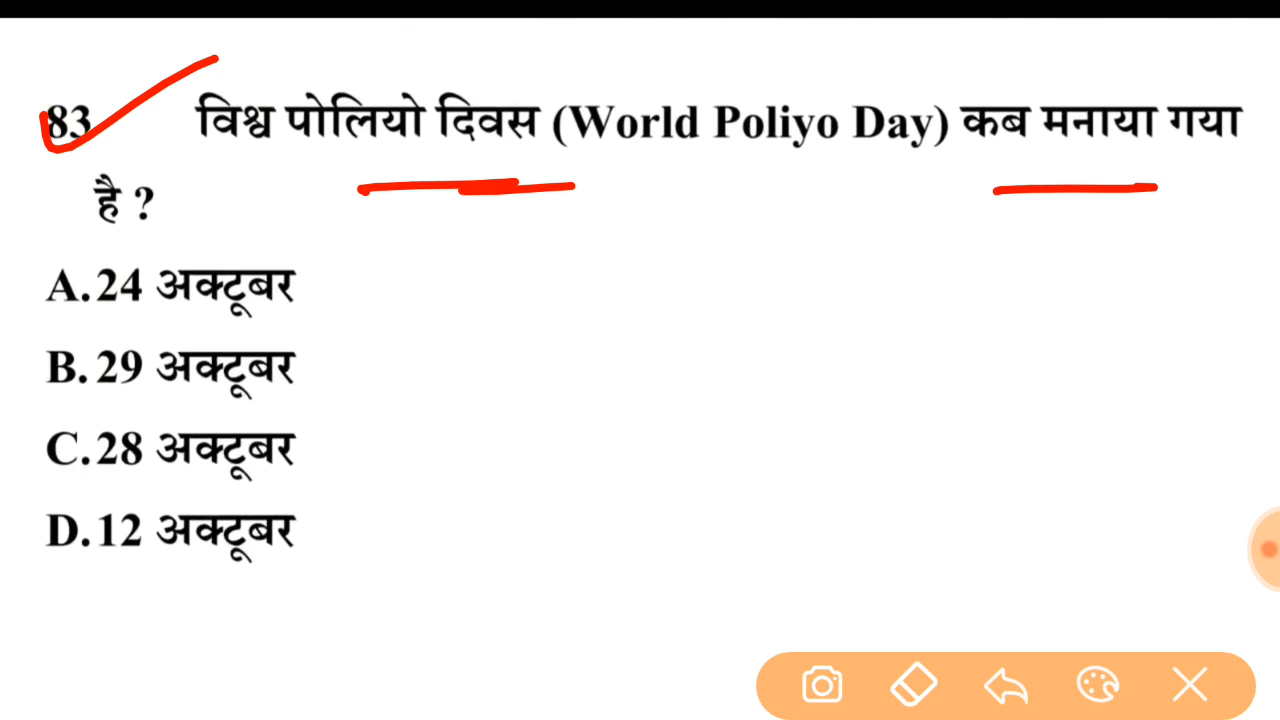 83 विश्व पोलियो दिवस (World Poliyo Day) कब मनाया गया
है ?
A. 24 अक्टूबर
B. 29 अक्टूबर
C. 28 अक्टूबर
D. 12 अक्टूबर